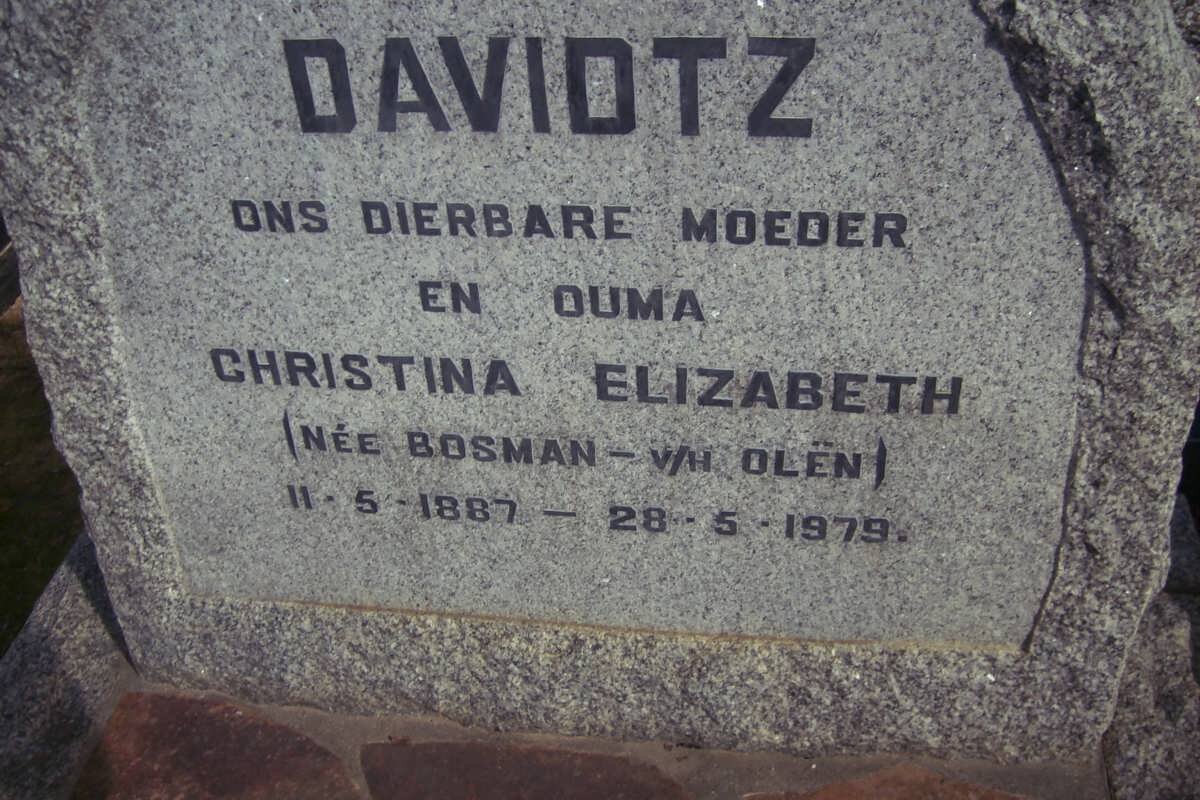 DAVIDTZ
ONS DIERBARE MOEDER
EN OUMA
CHRISTINA ELIZABETH
(NÉE BOSMAN – V/H OLËN)
11·5·1887 – 28·5·1979.